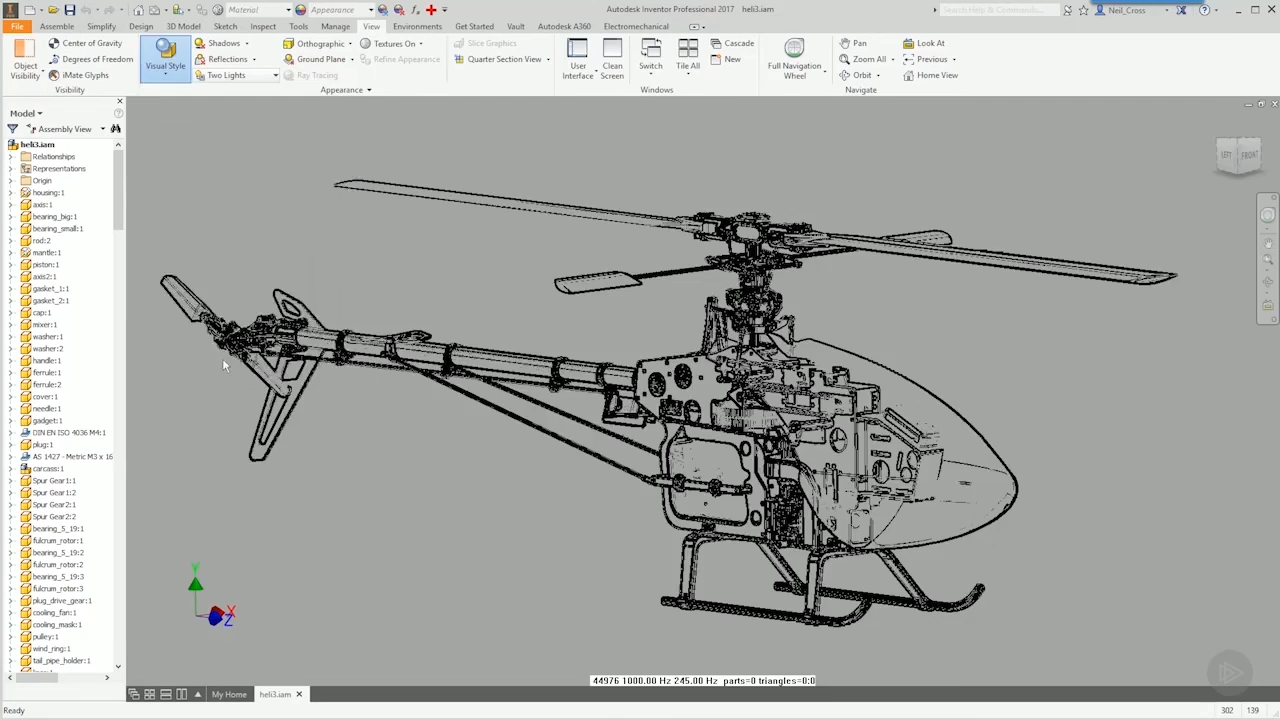 Material
Appearance
Autodesk Inventor Professional 2017 heli3.iam
Search Help & Commands...
Neil_Cross
File
Assemble
Simplify
Design
3D Model
Sketch
Inspect
Tools
Manage
View
Environments
Get Started
Vault
Autodesk A360
Electromechanical
Object Visibility
Center of Gravity
Degrees of Freedom
iMate Glyphs
Visibility
Visual Style
Shadows
Reflections
Two Lights
Orthographic
Ground Plane
Ray Tracing
Textures On
Refine Appearance
Appearance
Slice Graphics
Quarter Section View
User Interface
Clean Screen
Switch
Tile All
Cascade
New
Windows
Full Navigation Wheel
Pan
Zoom All
Orbit
Look At
Previous
Home View
Navigate
Model
Assembly View
heli3.iam
Relationships
Representations
Origin
housing:1
axis:1
bearing_big:1
bearing_small:1
rod:2
mantle:1
piston:1
axis2:1
gasket_1:1
gasket_2:1
cap:1
mixer:1
washer:1
washer:2
handle:1
ferrule:1
ferrule:2
cover:1
needle:1
gadget:1
DIN EN ISO 4036 M4:1
plug:1
AS 1427 - Metric M3 x 16
carcass:1
Spur Gear1:1
Spur Gear1:2
Spur Gear2:1
Spur Gear2:2
bearing_5_19:1
fulcrum_rotor:1
bearing_5_19:2
fulcrum_rotor:2
bearing_5_19:3
fulcrum_rotor:3
plug_drive_gear:1
cooling_fan:1
cooling_mask:1
pulley:1
wind_ring:1
tail_pipe_holder:1
LEFT
FRONT
Y
X
Z
44976 1000.00 Hz 245.00 Hz parts=0 triangles=0:0
My Home
heli3.iam
Ready
302
139